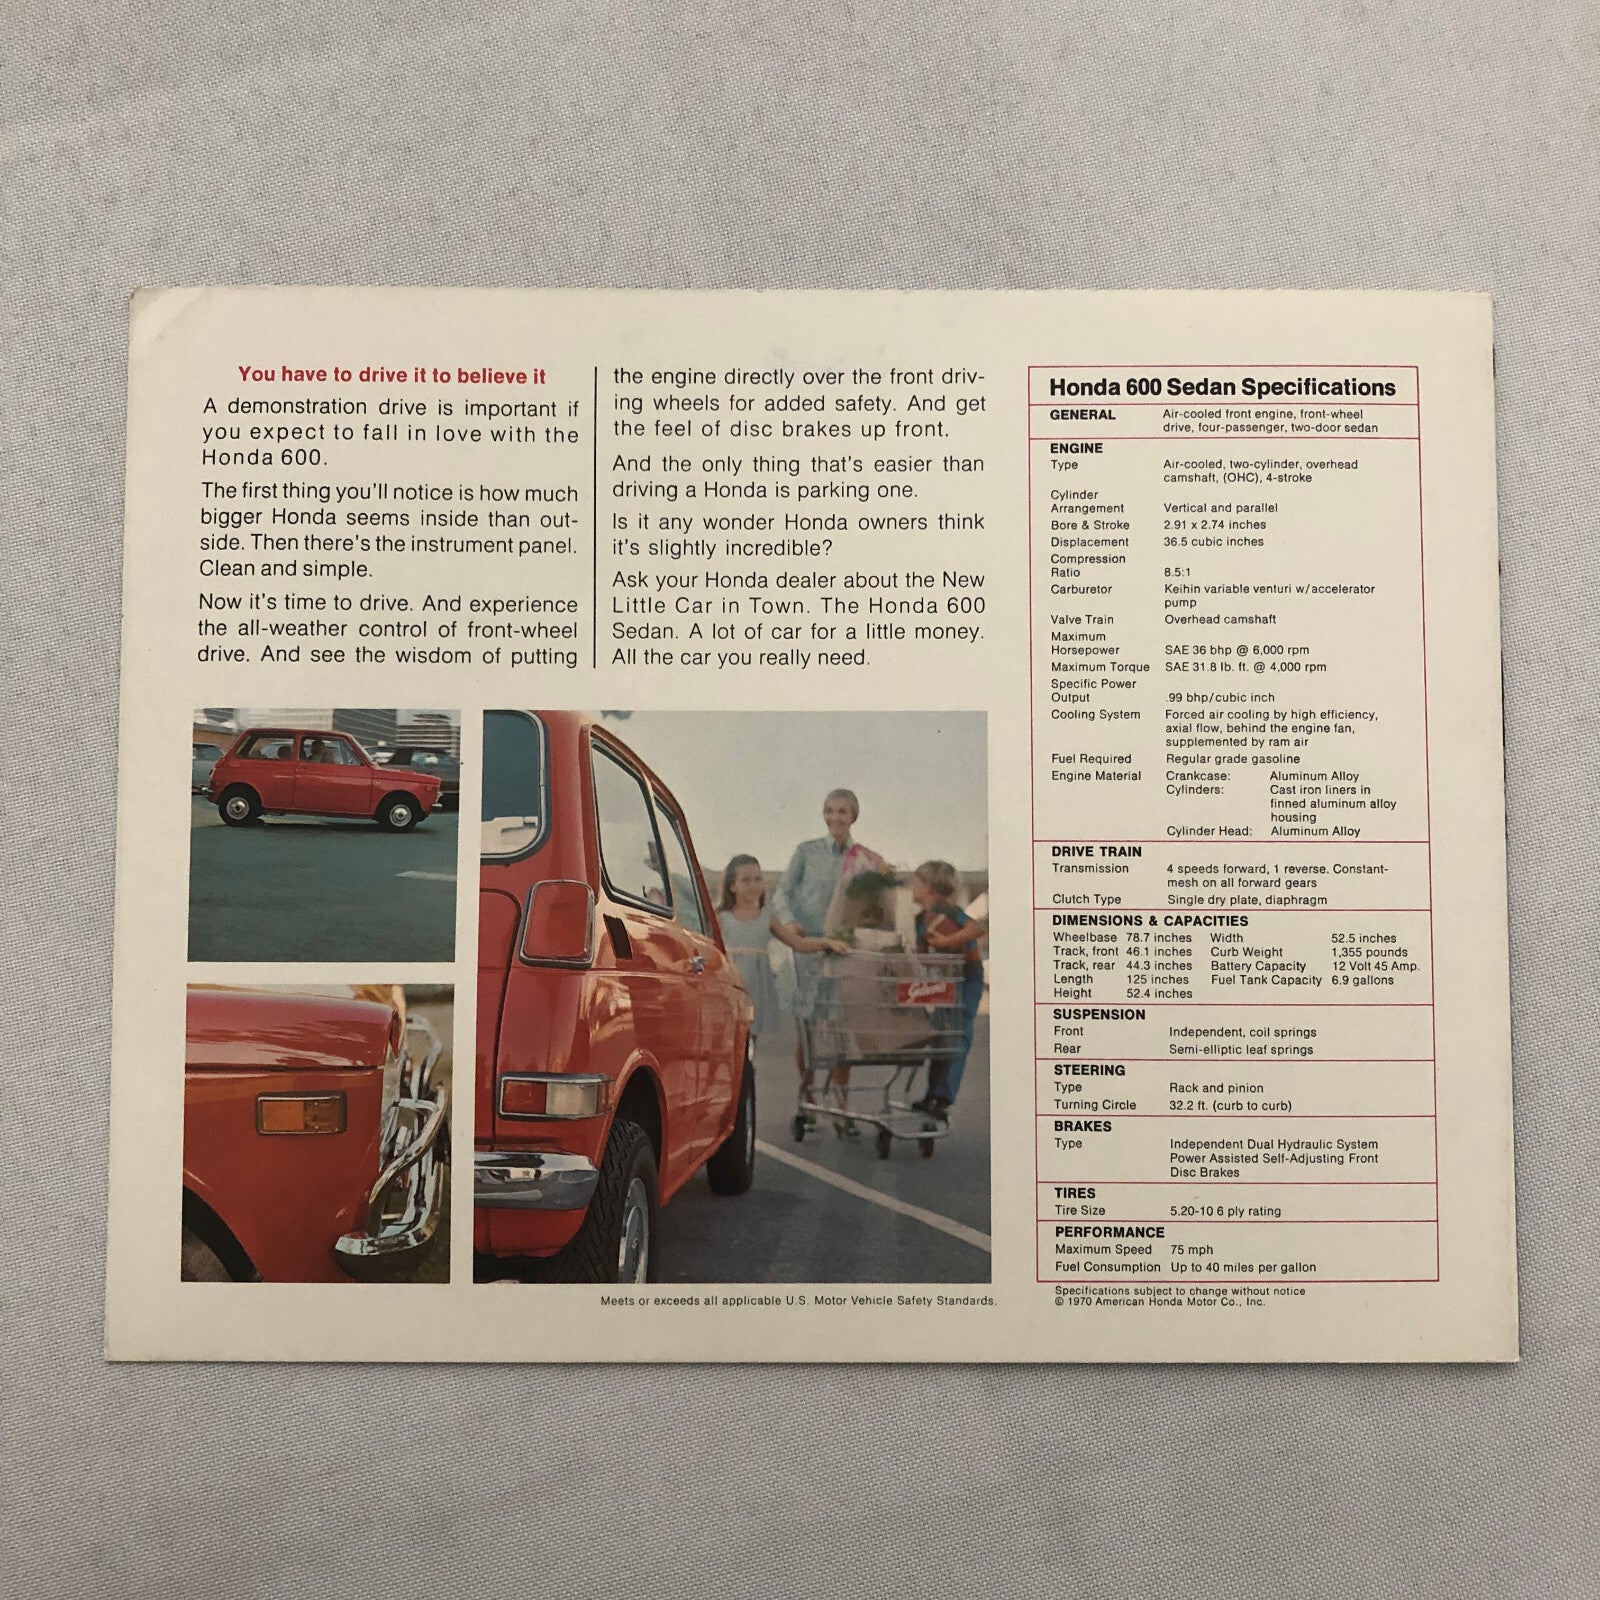 You have to drive it to believe it
A demonstration drive is important if
you expect to fall in love with the
Honda 600.
The first thing you'll notice is how much
bigger Honda seems inside than out-
side. Then there's the instrument panel.
Clean and simple.
Now it's time to drive. And experience
the all-weather control of front-wheel
drive. And see the wisdom of putting
the engine directly over the front driv-
ing wheels for added safety. And get
the feel of disc brakes up front.
And the only thing that's easier than
driving a Honda is parking one.
Is it any wonder Honda owners think
it's slightly incredible?
Ask your Honda dealer about the New
Little Car in Town. The Honda 600
Sedan. A lot of car for a little money.
All the car you really need.
Meets or exceeds all applicable U.S. Motor Vehicle Safety Standards.
Honda 600 Sedan Specifications
GENERAL Air-cooled front engine, front-wheel
drive, four-passenger, two-door sedan
ENGINE
Type Air-cooled, two-cylinder, overhead
camshaft, (OHC), 4-stroke
Cylinder
Arrangement Vertical and parallel
Bore & Stroke 2.91 x 2.74 inches
Displacement 36.5 cubic inches
Compression
Ratio 8.5:1
Carburetor Keihin variable venturi w/accelerator
pump
Valve Train Overhead camshaft
Maximum
Horsepower SAE 36 bhp @ 6,000 rpm
Maximum Torque SAE 31.8 lb. ft. @ 4,000 rpm
Specific Power
Output .99 bhp/cubic inch
Cooling System Forced air cooling by high efficiency,
axial flow, behind the engine fan,
supplemented by ram air
Fuel Required Regular grade gasoline
Engine Material Crankcase: Aluminum Alloy
Cylinders: Cast iron liners in
finned aluminum alloy
housing
Cylinder Head: Aluminum Alloy
DRIVE TRAIN
Transmission 4 speeds forward, 1 reverse. Constant-
mesh on all forward gears
Clutch Type Single dry plate, diaphragm
DIMENSIONS & CAPACITIES
Wheelbase 78.7 inches Width 52.5 inches
Track, front 46.1 inches Curb Weight 1,355 pounds
Track, rear 44.3 inches Battery Capacity 12 Volt 45 Amp.
Length 125 inches Fuel Tank Capacity 6.9 gallons
Height 52.4 inches
SUSPENSION
Front Independent, coil springs
Rear Semi-elliptic leaf springs
STEERING
Type Rack and pinion
Turning Circle 32.2 ft. (curb to curb)
BRAKES
Type Independent Dual Hydraulic System
Power Assisted Self-Adjusting Front
Disc Brakes
TIRES
Tire Size 5.20-10 6 ply rating
PERFORMANCE
Maximum Speed 75 mph
Fuel Consumption Up to 40 miles per gallon
Specifications subject to change without notice
© 1970 American Honda Motor Co., Inc.